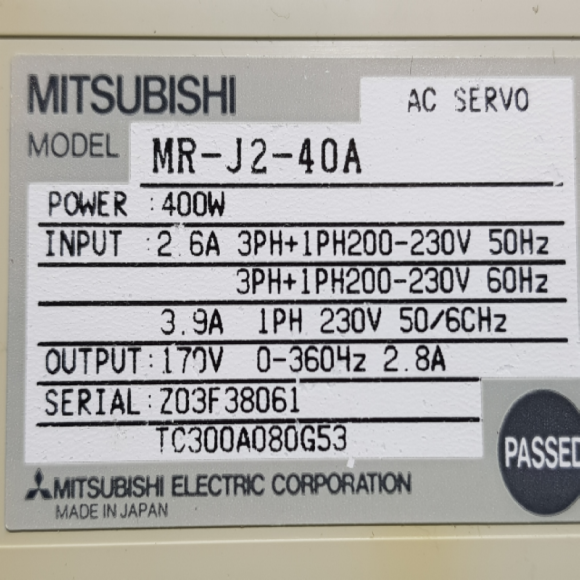 MITSUBISHI
AC SERVO
MODEL MR-J2-40A
POWER : 400W
INPUT : 2.6A 3PH+1PH200-230V 50Hz
3PH+1PH200-230V 60Hz
3.9A 1PH 230V 50/60Hz
OUTPUT : 170V 0-360Hz 2.8A
SERIAL : Z03F38061
TC300A080G53
PASSED
MITSUBISHI ELECTRIC CORPORATION
MADE IN JAPAN